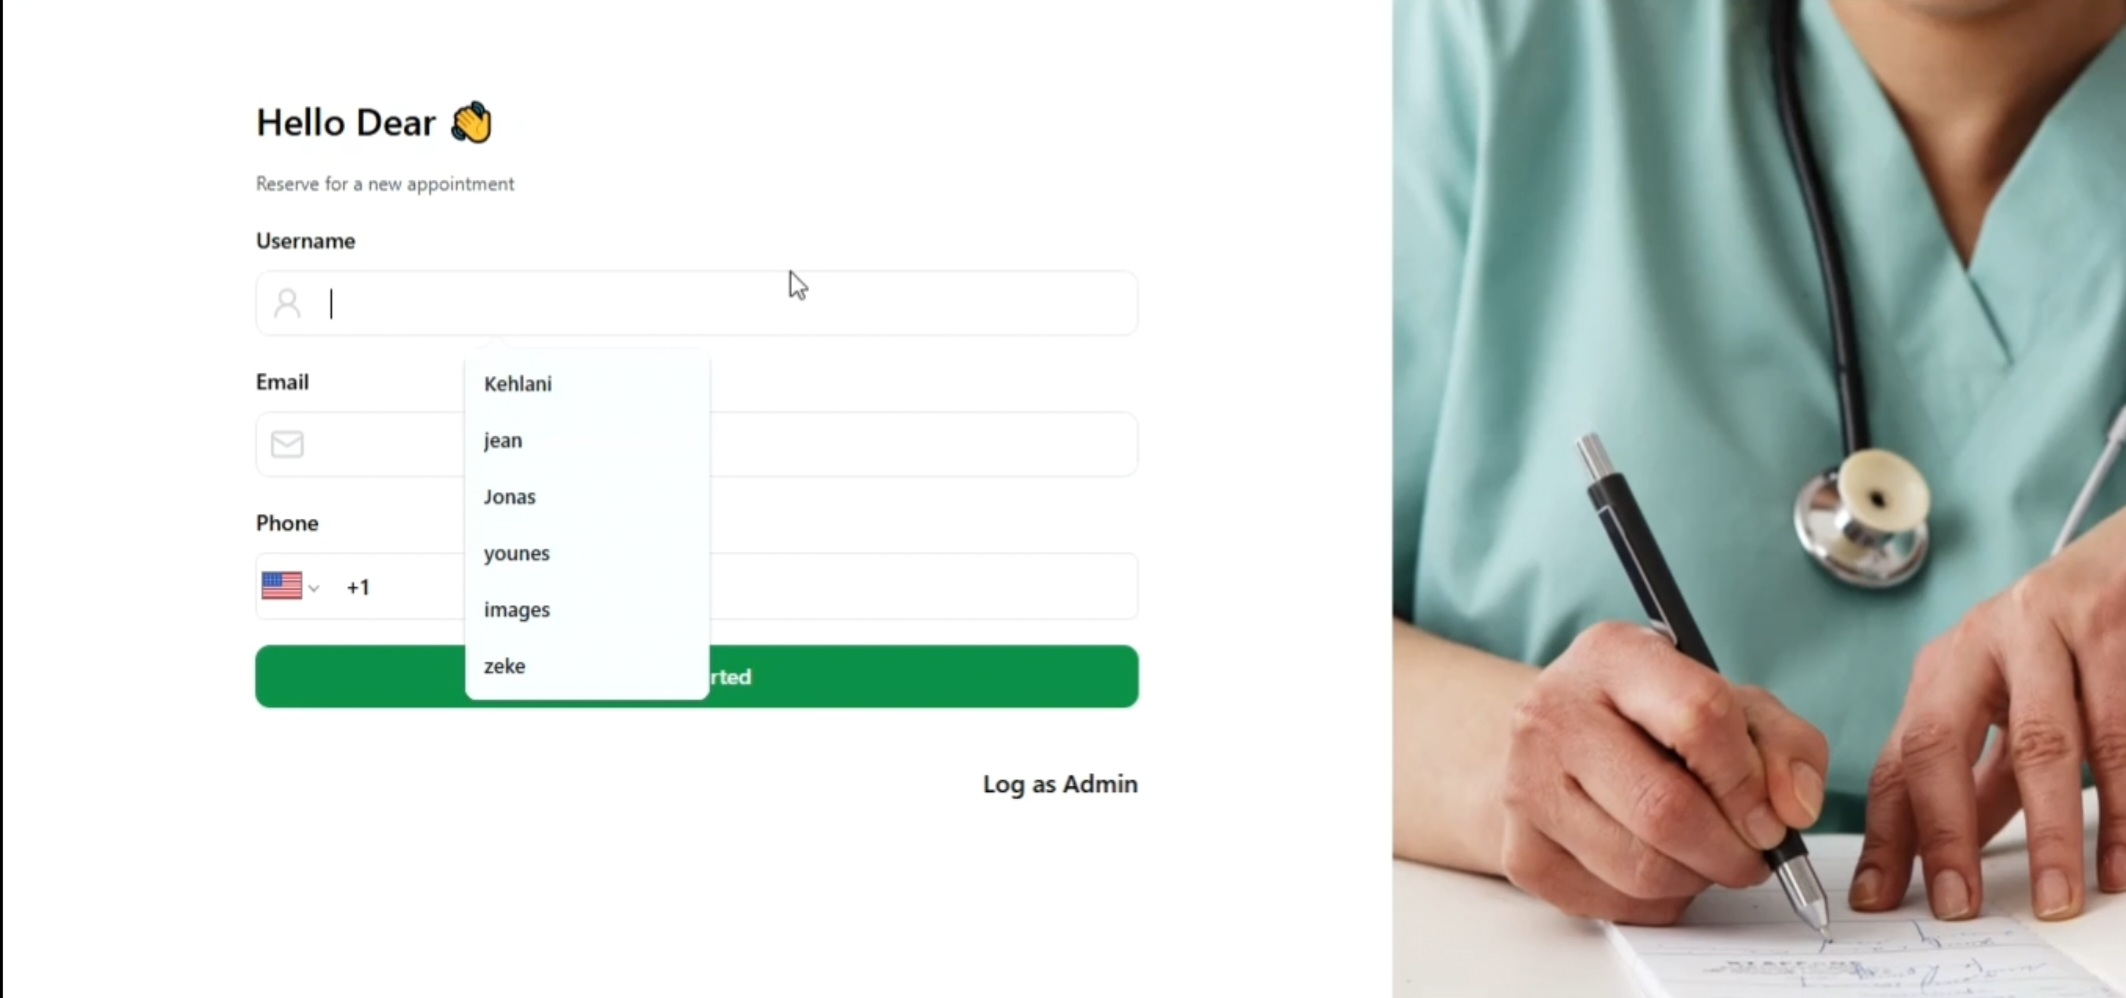 Hello Dear 👋
Reserve for a new appointment
Username
Email
Phone
+1
Kehlani
jean
Jonas
younes
images
zeke
rted
Log as Admin